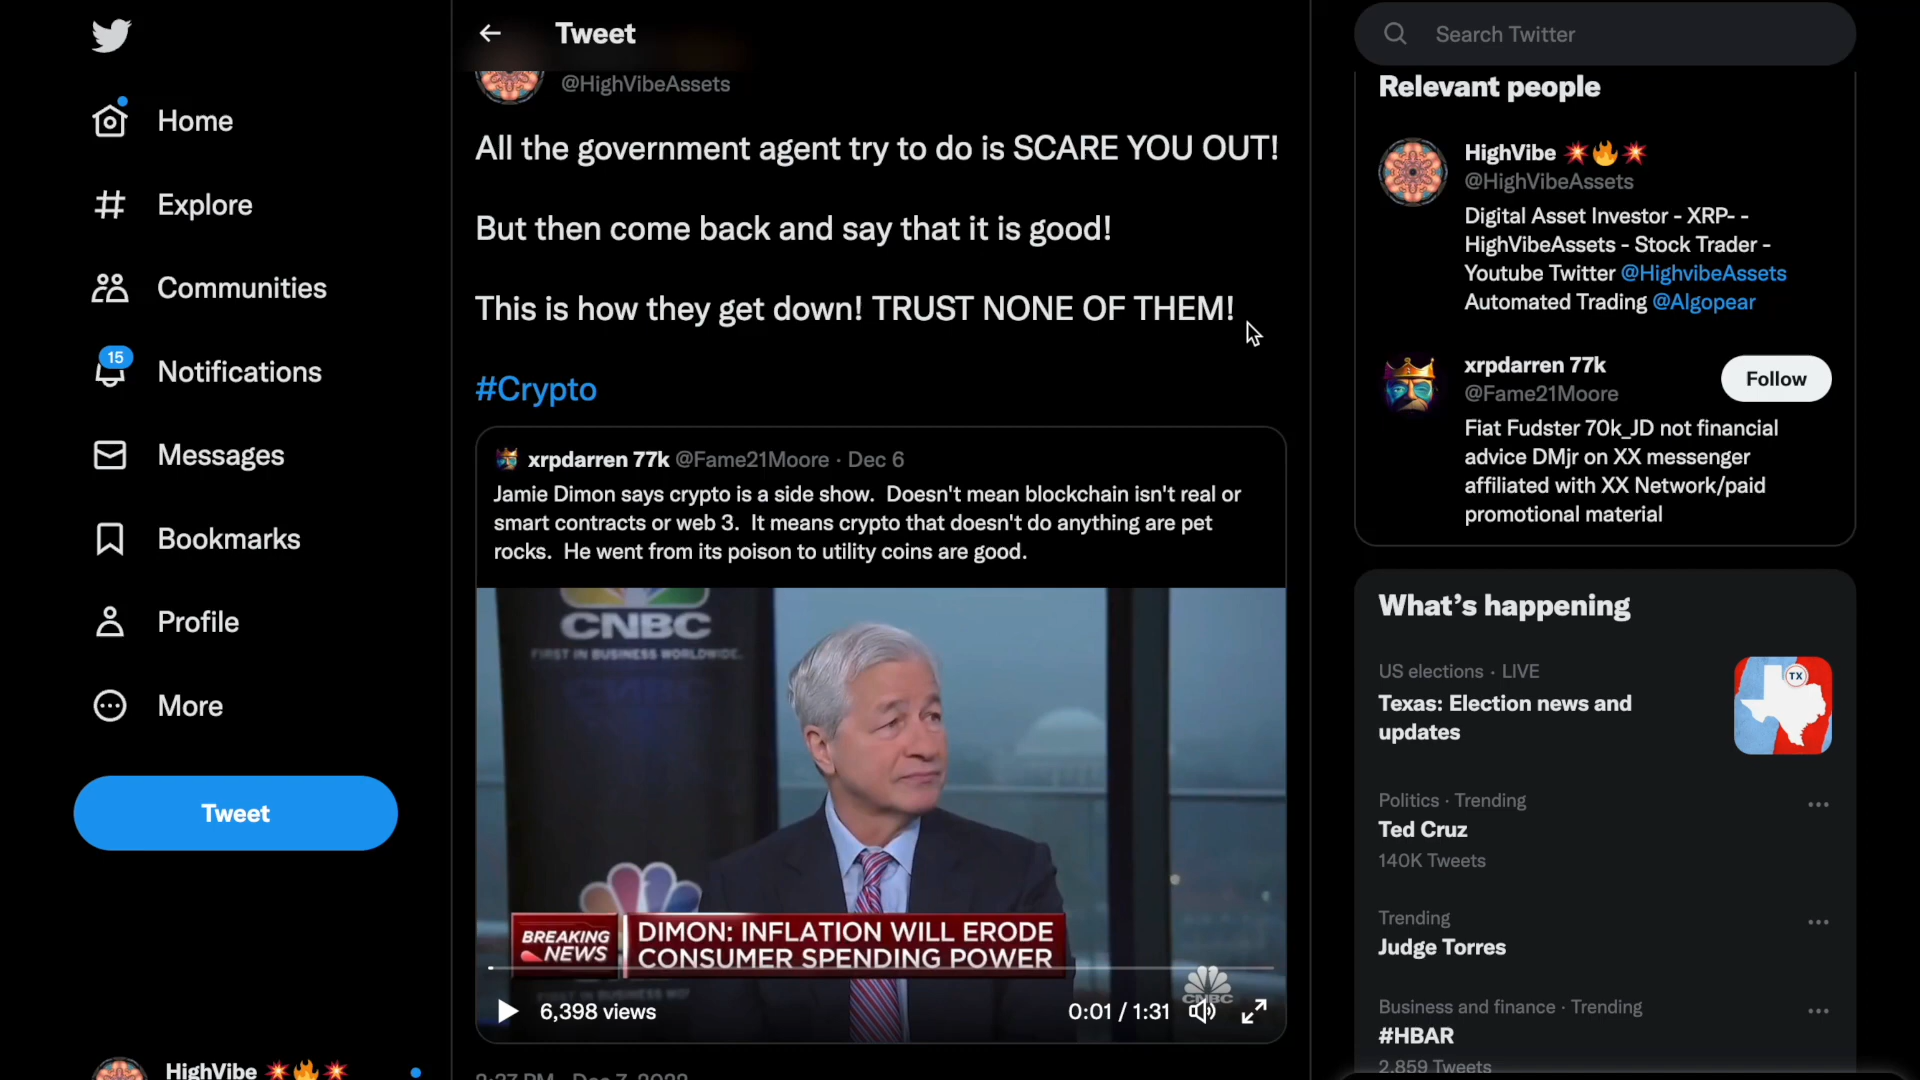 Home
Explore
Communities
15
Notifications
Messages
Bookmarks
Profile
More
Tweet
HighVibe
Tweet
@HighVibeAssets
All the government agent try to do is SCARE YOU OUT!
But then come back and say that it is good!
This is how they get down! TRUST NONE OF THEM!
#Crypto
xrpdarren 77k @Fame21Moore · Dec 6
Jamie Dimon says crypto is a side show. Doesn't mean blockchain isn't real or
smart contracts or web 3. It means crypto that doesn't do anything are pet
rocks. He went from its poison to utility coins are good.
CNBC
FIRST IN BUSINESS WORLDWIDE.
BREAKING
NEWS
DIMON: INFLATION WILL ERODE
CONSUMER SPENDING POWER
CNBC
6,398 views
0:01 / 1:31
Search Twitter
Relevant people
HighVibe
@HighVibeAssets
Digital Asset Investor - XRP- -
HighVibeAssets - Stock Trader -
Youtube Twitter @HighvibeAssets
Automated Trading @Algopear
xrpdarren 77k
@Fame21Moore
Follow
Fiat Fudster 70k_JD not financial
advice DMjr on XX messenger
affiliated with XX Network/paid
promotional material
What's happening
US elections · LIVE
Texas: Election news and
updates
TX
Politics · Trending
Ted Cruz
140K Tweets
Trending
Judge Torres
Business and finance · Trending
#HBAR
2,859 Tweets